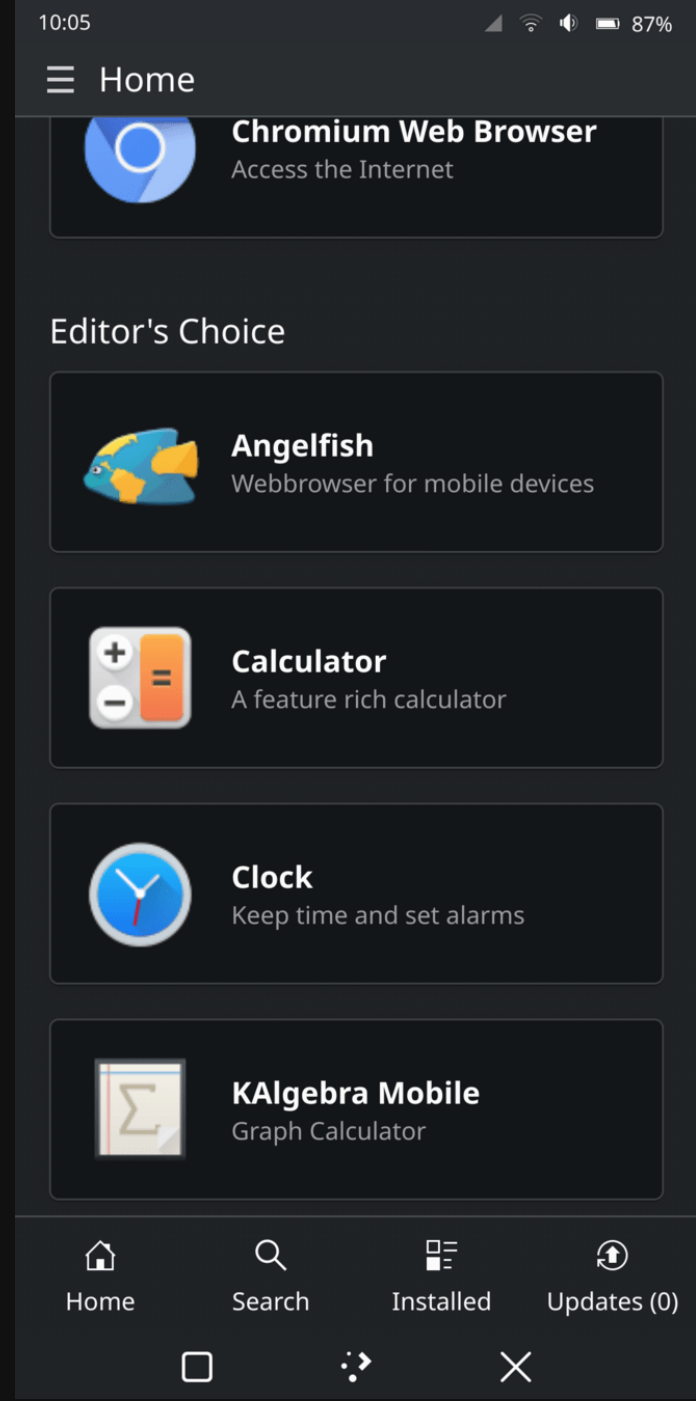 10:05
87%
Home
Chromium Web Browser
Access the Internet
Editor's Choice
Angelfish
Webbrowser for mobile devices
Calculator
A feature rich calculator
Clock
Keep time and set alarms
KAlgebra Mobile
Graph Calculator
Home
Search
Installed
Updates (0)